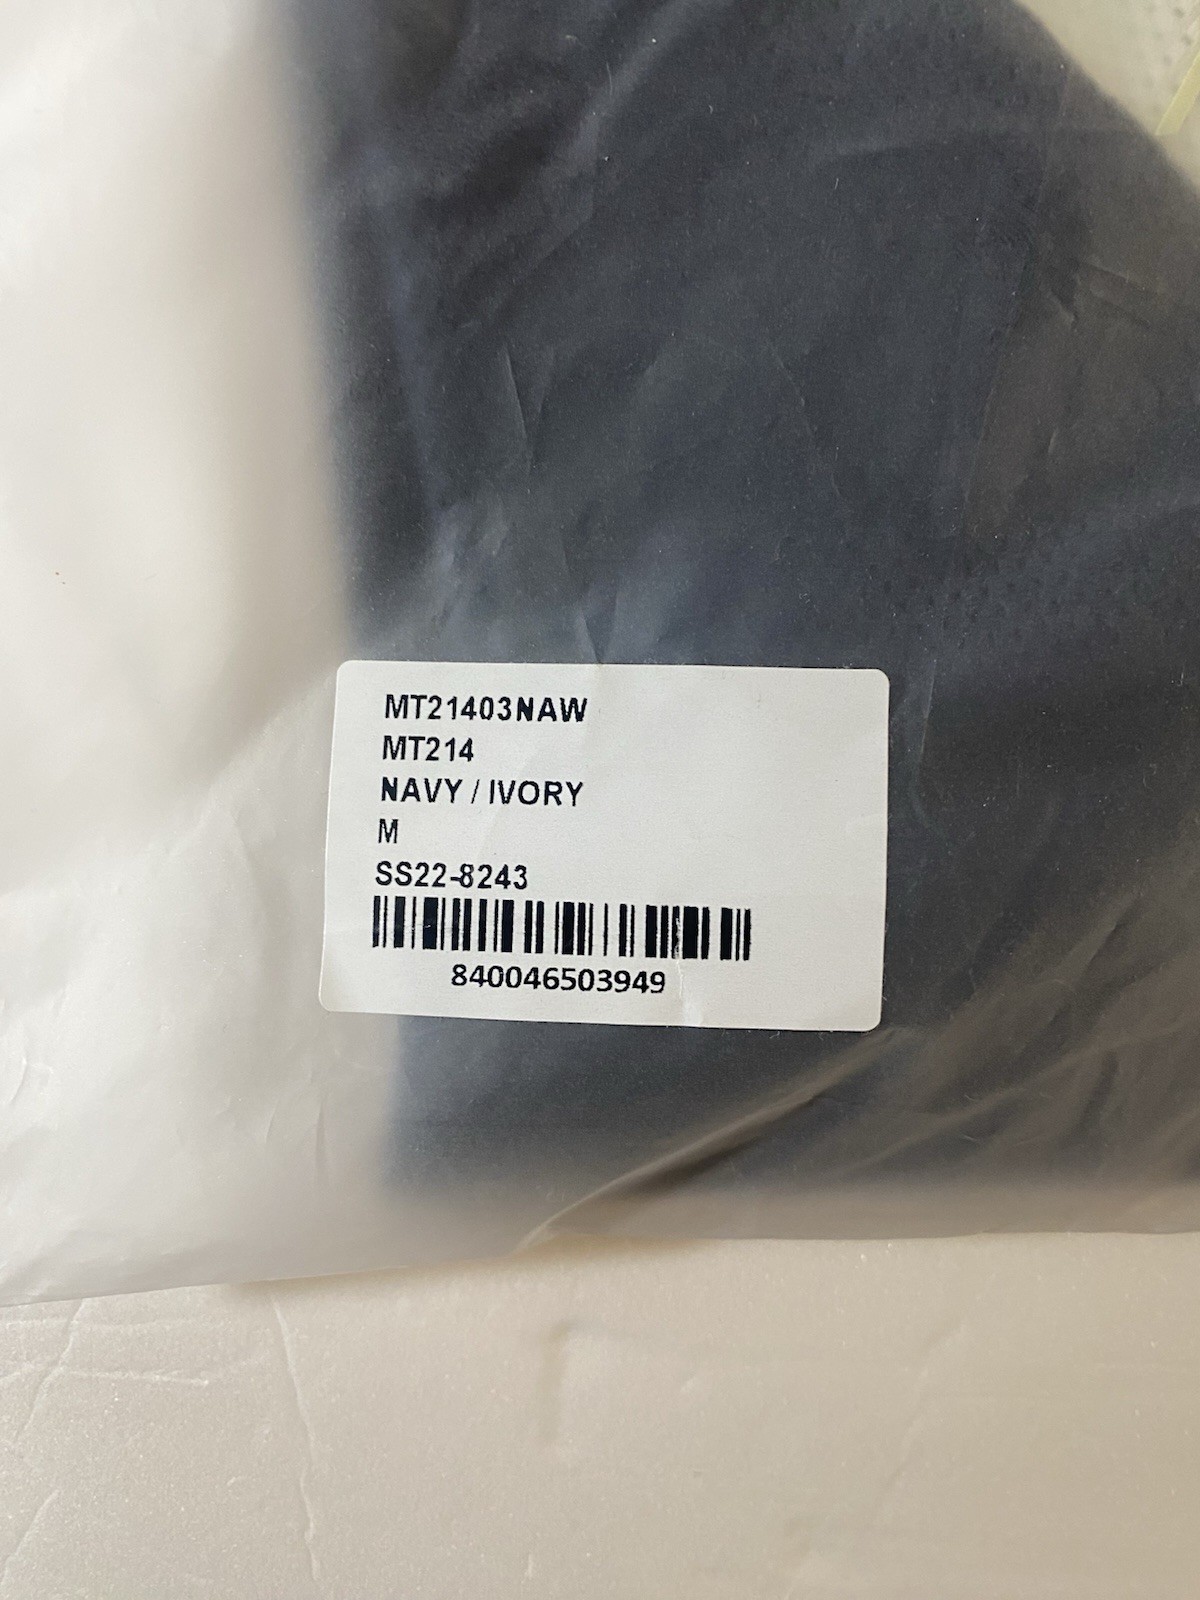 MT21403NAW
MT214
NAVY / IVORY
M
SS22-8243
840046503949